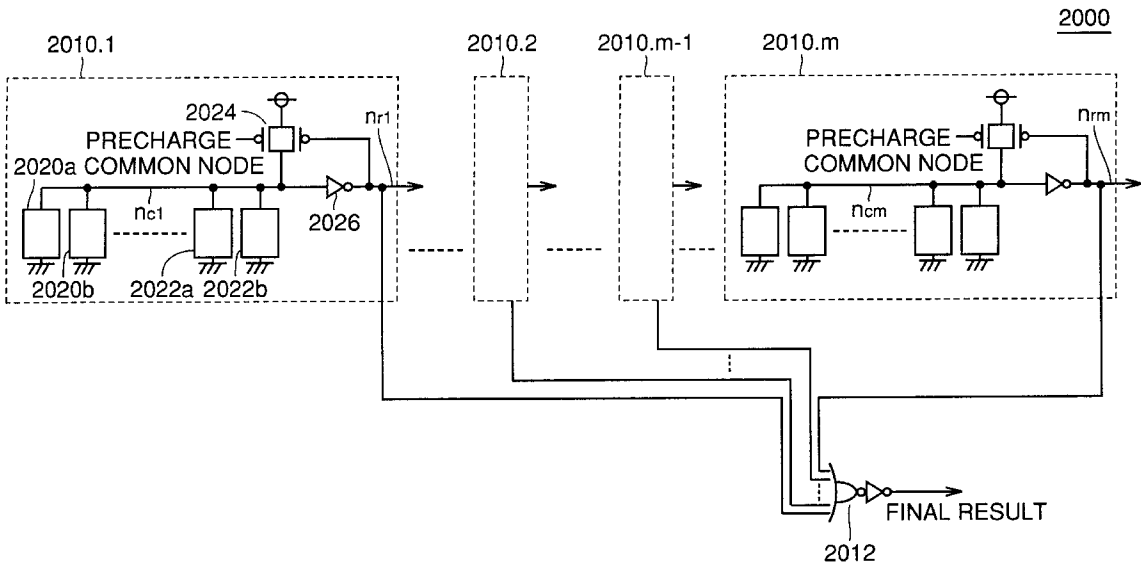 2000
2010.1
2010.2
2010.m-1
2010.m
2024
nr1
nrm
PRECHARGE
PRECHARGE
2020a COMMON NODE
COMMON NODE
nc1
2026
ncm
2020b
2022a
2022b
FINAL RESULT
2012